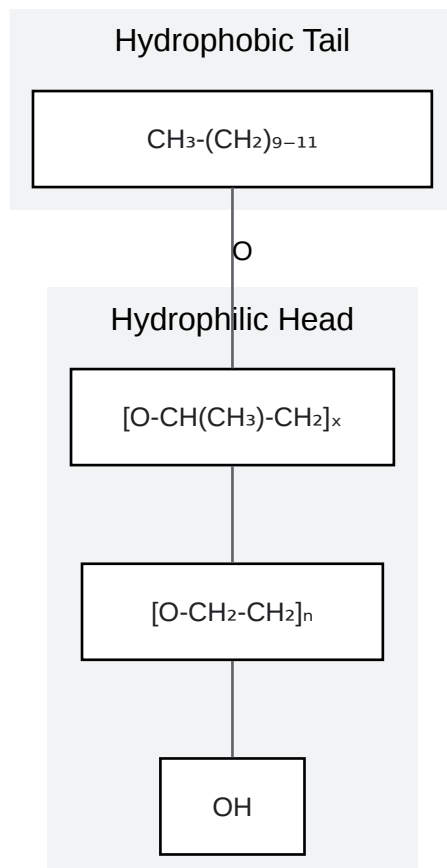 Hydrophobic Tail
CH₃-(CH₂)₉₋₁₁
O
Hydrophilic Head
[O-CH(CH₃)-CH₂]ₓ
[O-CH₂-CH₂]ₙ
OH